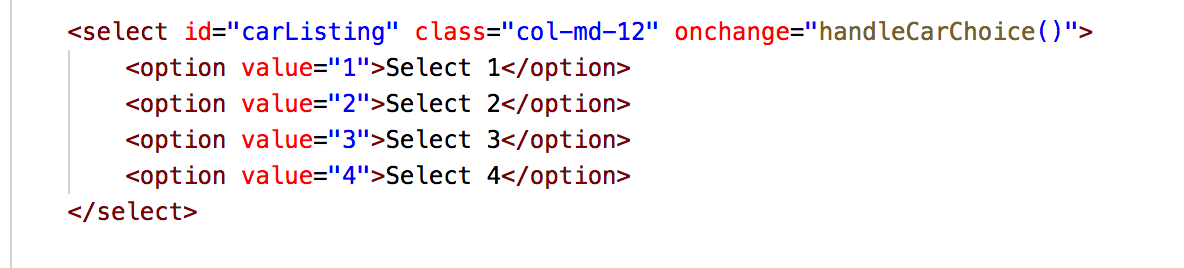 <select id="carListing" class="col-md-12" onchange="handleCarChoice()">
    <option value="1">Select 1</option>
    <option value="2">Select 2</option>
    <option value="3">Select 3</option>
    <option value="4">Select 4</option>
</select>